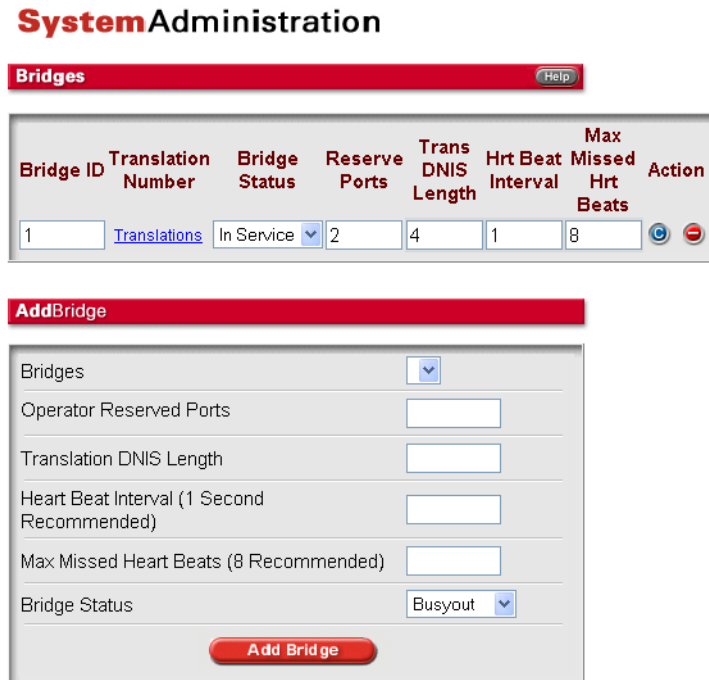 SystemAdministration
Bridges Help
Bridge ID Translation Number Bridge Status Reserve Ports Trans DNIS Length Hrt Beat Interval Max Missed Hrt Beats Action
1 Translations In Service 2 4 1 8 C
AddBridge
Bridges
Operator Reserved Ports
Translation DNIS Length
Heart Beat Interval (1 Second
Recommended)
Max Missed Heart Beats (8 Recommended)
Bridge Status Busyout
Add Bridge